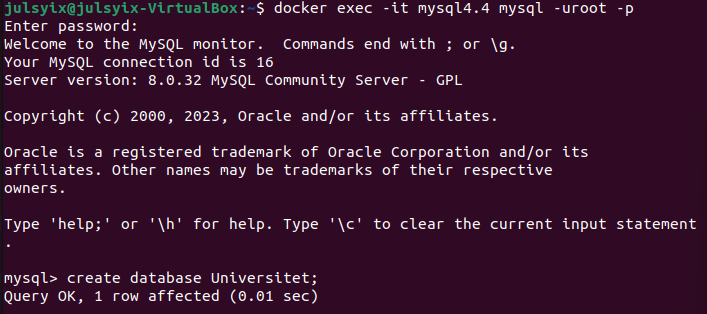 julsyix@julsyix-VirtualBox:~$ docker exec -it mysql4.4 mysql -uroot -p
Enter password:
Welcome to the MySQL monitor.  Commands end with ; or \g.
Your MySQL connection id is 16
Server version: 8.0.32 MySQL Community Server - GPL

Copyright (c) 2000, 2023, Oracle and/or its affiliates.

Oracle is a registered trademark of Oracle Corporation and/or its
affiliates. Other names may be trademarks of their respective
owners.

Type 'help;' or '\h' for help. Type '\c' to clear the current input statement
.

mysql> create database Universitet;
Query OK, 1 row affected (0.01 sec)